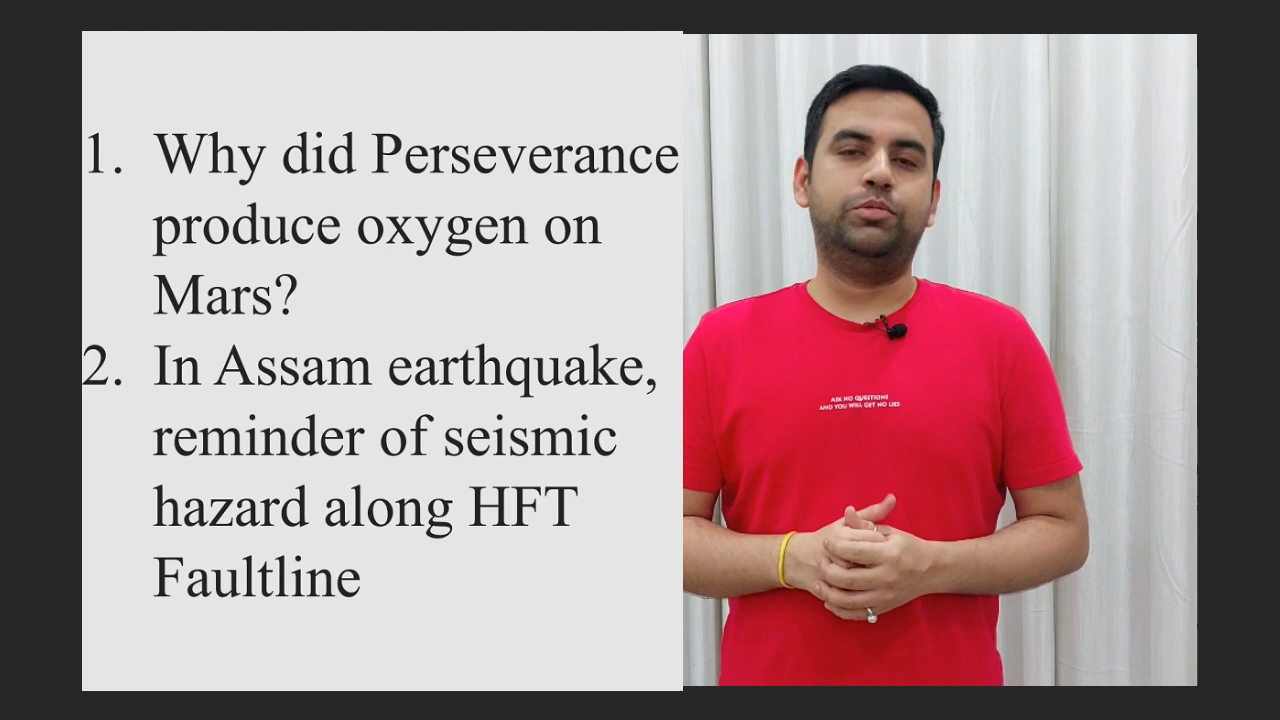 1. Why did Perseverance
produce oxygen on
Mars?
2. In Assam earthquake,
reminder of seismic
hazard along HFT
Faultline
ASK NO QUESTIONS
AND YOU WILL GET NO LIES